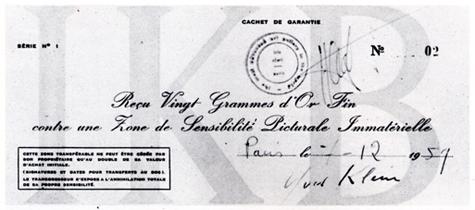 CACHET DE GARANTIE
SÉRIE Nº 1
Nº 02
IKB
Reçu Vingt Grammes d'Or Fin
contre une Zone de Sensibilité Picturale Immatérielle
Paris le 12 1959
Yves Klein
CETTE ZONE TRANSFÉRABLE NE PEUT ÊTRE CÉDÉE PAR
SON PROPRIÉTAIRE QU'AU DOUBLE DE SA VALEUR
D'ACHAT INITIALE.
(SIGNATURES ET DATES POUR TRANSFERTS AU DOS).
LE TRANSGRESSEUR S'EXPOSE A L'ANNIHILATION TOTALE
DE SA PROPRE SENSIBILITÉ.